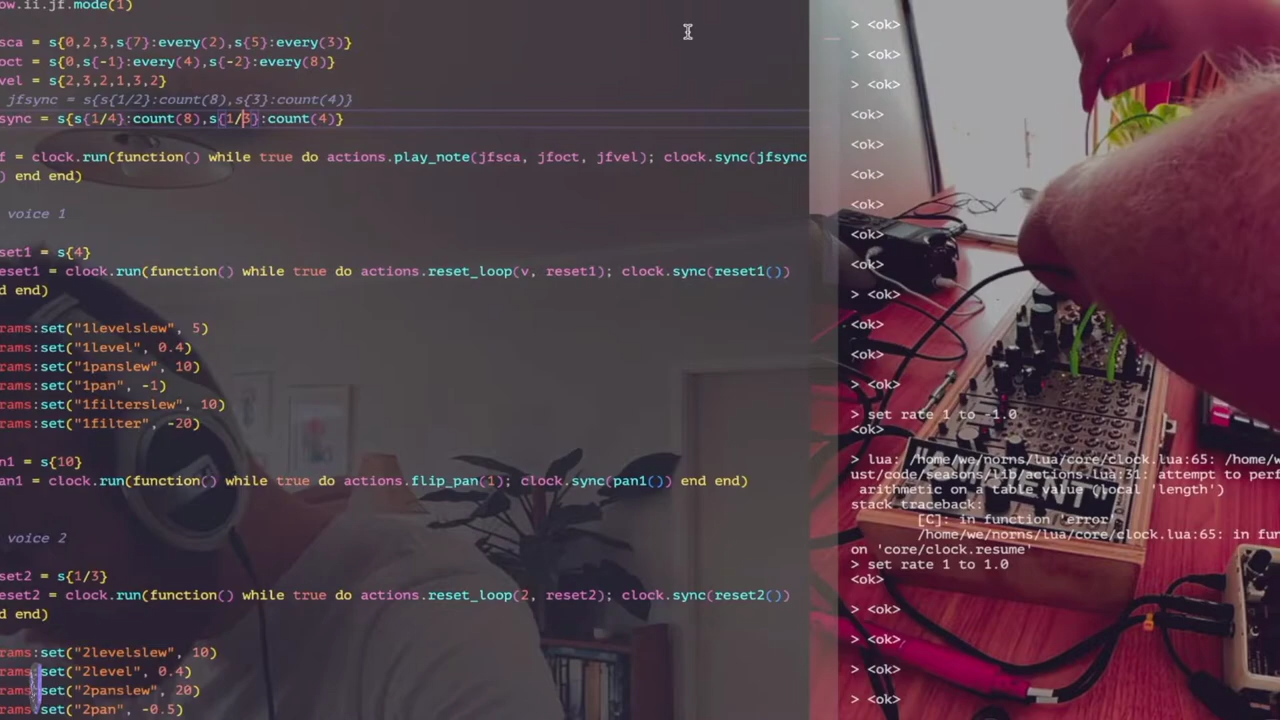 ow.ii.jf.mode(1)
sca = s{0,2,3,s{7}:every(2),s{5}:every(3)}
oct = s{0,s{-1}:every(4),s{-2}:every(8)}
vel = s{2,3,2,1,3,2}
jfsync = s{s{1/2}:count(8),s{3}:count(4)}
sync = s{s{1/4}:count(8),s{1/3}:count(4)}
f = clock.run(function() while true do actions.play_note(jfsca, jfoct, jfvel); clock.sync(jfsync
) end end)
voice 1
set1 = s{4}
eset1 = clock.run(function() while true do actions.reset_loop(v, reset1); clock.sync(reset1())
d end)
rams:set("1levelslew", 5)
rams:set("1level", 0.4)
rams:set("1panslew", 10)
rams:set("1pan", -1)
rams:set("1filterslew", 10)
rams:set("1filter", -20)
n1 = s{10}
an1 = clock.run(function() while true do actions.flip_pan(1); clock.sync(pan1()) end end)
voice 2
set2 = s{1/3}
eset2 = clock.run(function() while true do actions.reset_loop(2, reset2); clock.sync(reset2())
d end)
rams:set("2levelslew", 10)
rams:set("2level", 0.4)
rams:set("2panslew", 20)
rams:set("2pan", -0.5)
> <ok>
> <ok>
> <ok>
<ok>
<ok>
<ok>
<ok>
<ok>
<ok>
> <ok>
<ok>
<ok>
> <ok>
> set rate 1 to -1.0
<ok>
> lua: /home/we/norns/lua/core/clock.lua:65: /home/w
ust/code/seasons/lib/actions.lua:31: attempt to perf
arithmetic on a table value (local 'length')
stack traceback:
[C]: in function 'error'
/home/we/norns/lua/core/clock.lua:65: in fun
on 'core/clock.resume'
> set rate 1 to 1.0
<ok>
> <ok>
> <ok>
> <ok>
> <ok>